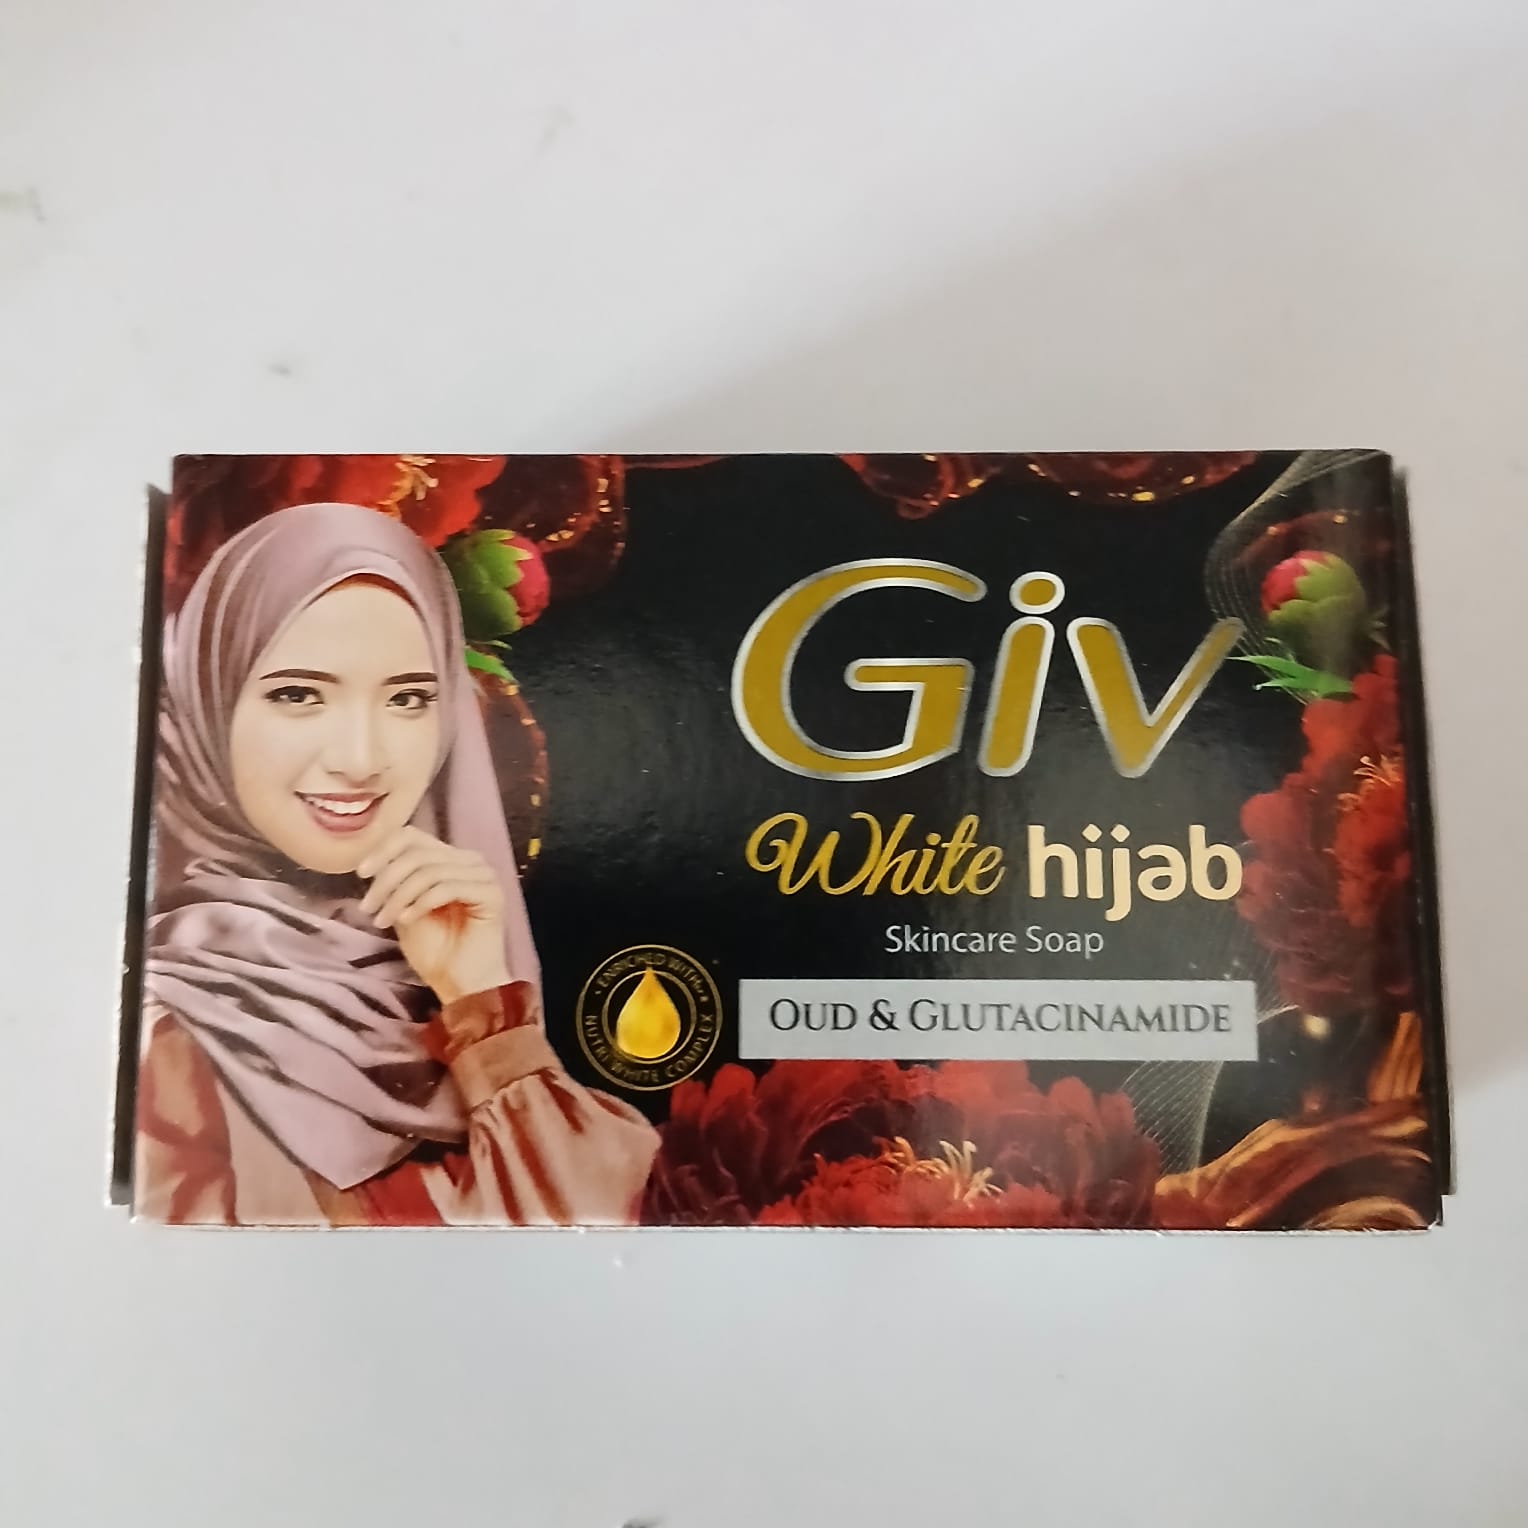 Giv
White hijab
Skincare Soap
OUD & GLUTACINAMIDE
ENRICHED WITH
NUTRI WHITE COMPLEX